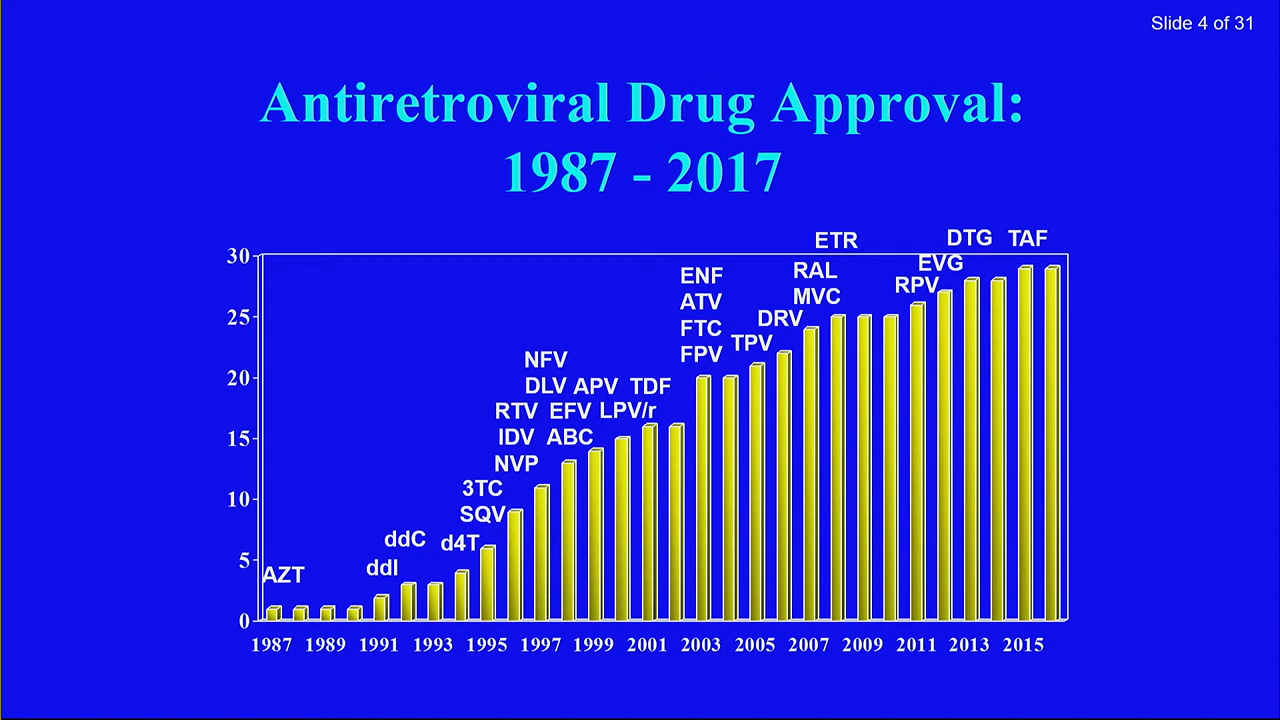 Slide 4 of 31
Antiretroviral Drug Approval:
1987 - 2017
ETR
DTG TAF
30
EVG
ENF
RAL
RPV
ATV
MVC
25
FTC
DRV
FPV
TPV
NFV
20
DLV APV TDF
RTV EFV LPV/r
15
IDV ABC
NVP
3TC
10
SQV
ddC d4T
5
AZT
ddI
0
1987 1989 1991 1993 1995 1997 1999 2001 2003 2005 2007 2009 2011 2013 2015